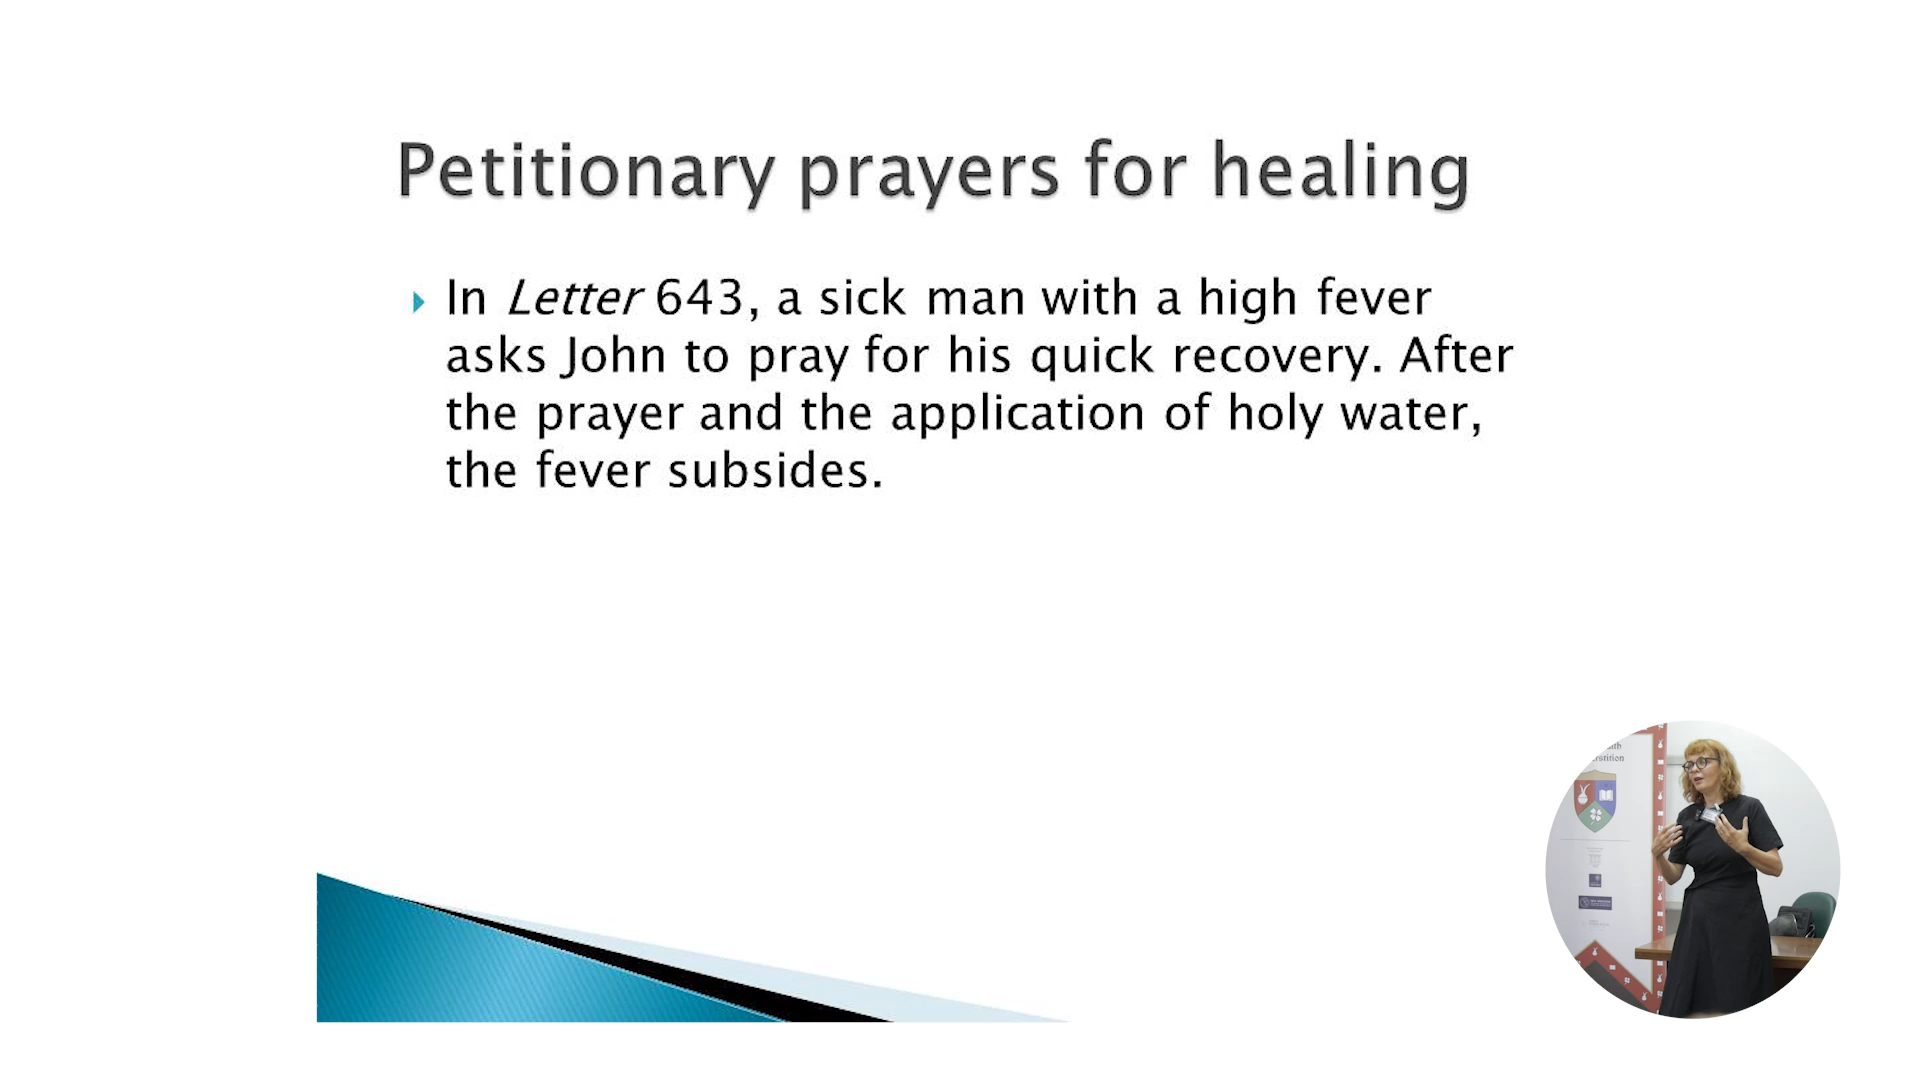 Petitionary prayers for healing
In Letter 643, a sick man with a high fever
asks John to pray for his quick recovery. After
the prayer and the application of holy water,
the fever subsides.